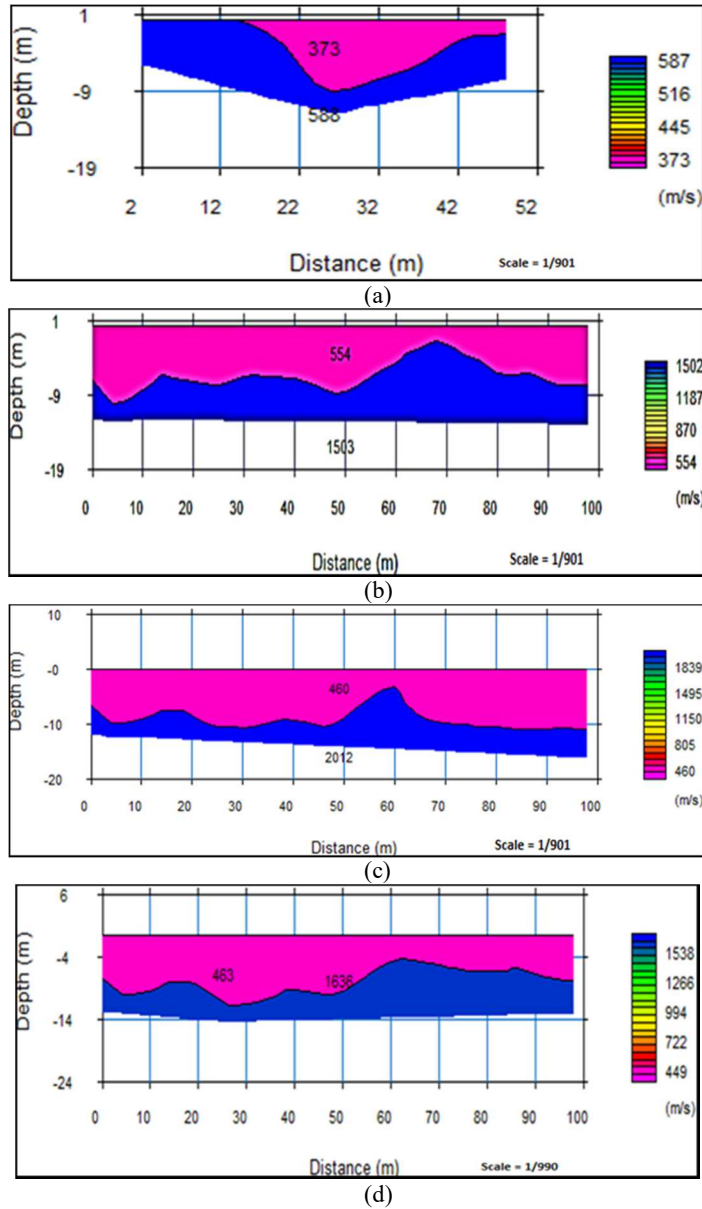 1
-9
-19
Depth (m)
373
588
2 12 22 32 42 52
Distance (m)
Scale = 1/901
587
516
445
373
(m/s)
(a)
1
-9
-19
Depth (m)
554
1503
0 10 20 30 40 50 60 70 80 90 100
Distance (m)
Scale = 1/901
1502
1187
870
554
(m/s)
(b)
10
-0
-10
-20
Depth (m)
460
2012
0 10 20 30 40 50 60 70 80 90 100
Distance (m)
Scale = 1/901
1839
1495
1150
805
460
(m/s)
(c)
6
-4
-14
-24
Depth (m)
463
1636
0 10 20 30 40 50 60 70 80 90 100
Distance (m)
Scale = 1/990
1538
1266
994
722
449
(m/s)
(d)